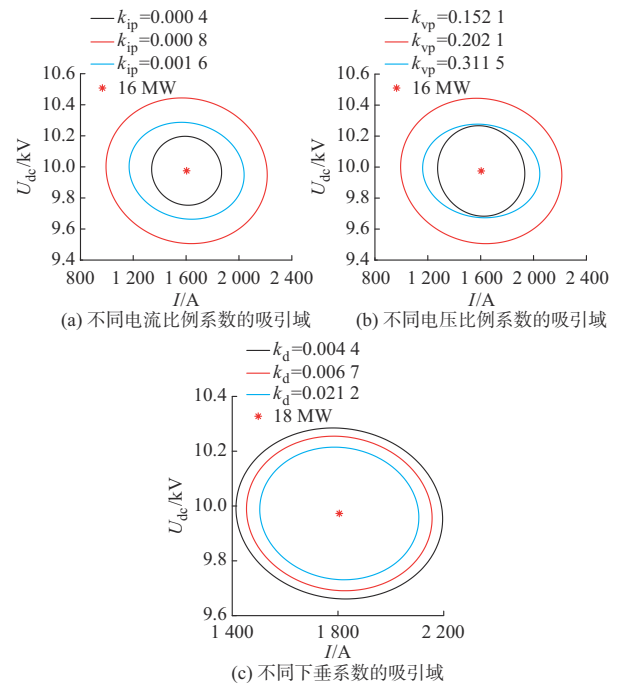 k_ip=0.000 4
k_ip=0.000 8
k_ip=0.001 6
16 MW
10.6
10.4
10.2
10.0
9.8
9.6
9.4
U_dc/kV
800
1 200
1 600
2 000
2 400
I/A
(a) 不同电流比例系数的吸引域
k_vp=0.152 1
k_vp=0.202 1
k_vp=0.311 5
16 MW
10.6
10.4
10.2
10.0
9.8
9.6
9.4
U_dc/kV
800
1 200
1 600
2 000
2 400
I/A
(b) 不同电压比例系数的吸引域
k_d=0.004 4
k_d=0.006 7
k_d=0.021 2
18 MW
10.4
10.2
10.0
9.8
9.6
U_dc/kV
1 400
1 800
2 200
I/A
(c) 不同下垂系数的吸引域